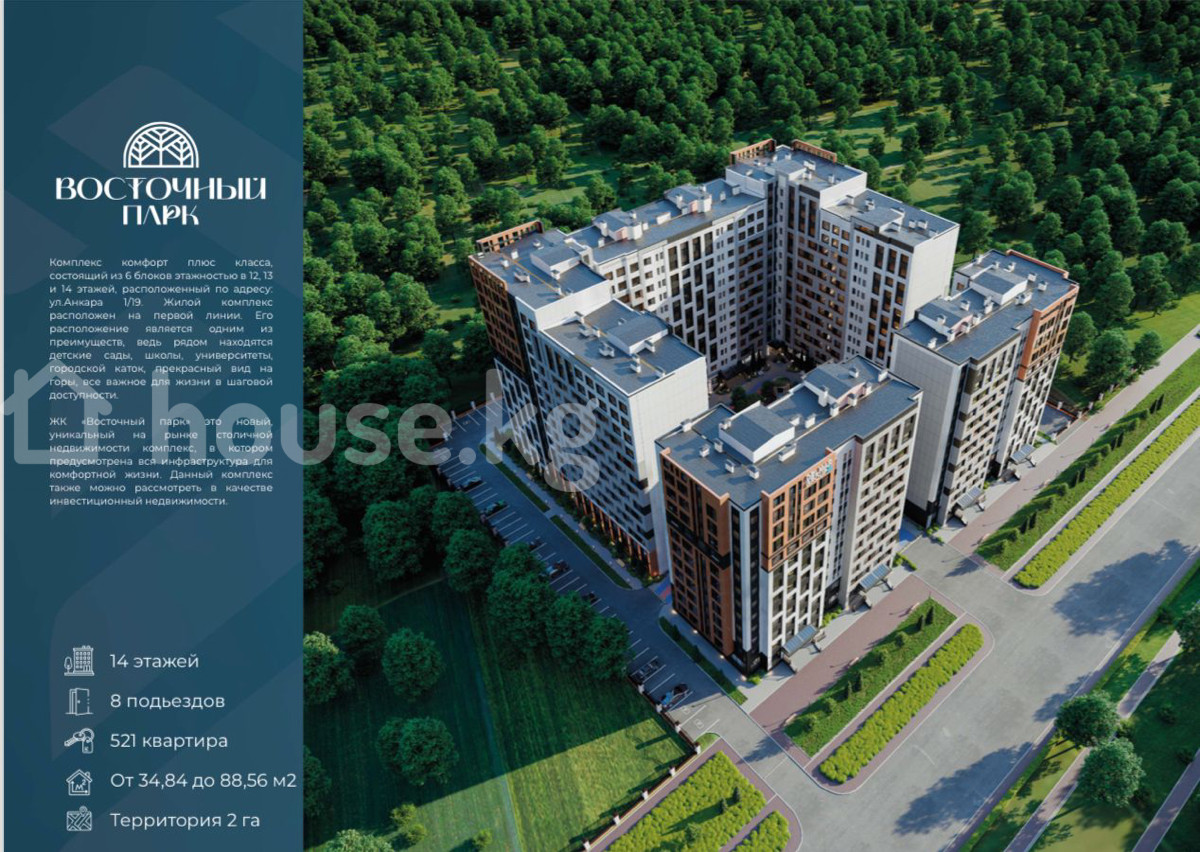 ВОСТОЧНЫЙ
ПАРК
Комплекс комфорт плюс класса,
состоящий из 6 блоков этажностью в 12, 13
и 14 этажей, расположенный по адресу:
ул.Анкара 1/19. Жилой комплекс
расположен на первой линии. Его
расположение является одним из
преимуществ, ведь рядом находятся
детские сады, школы, университеты,
городской каток, прекрасный вид на
горы, все важное для жизни в шаговой
доступности.
ЖК «Восточный парк» это новый,
уникальный на рынке столичной
недвижимости комплекс, в котором
предусмотрена вся инфраструктура для
комфортной жизни. Данный комплекс
также можно рассмотреть в качестве
инвестиционный недвижимости.
house.kg
14 этажей
8 подьездов
521 квартира
От 34,84 до 88,56 м2
Территория 2 га